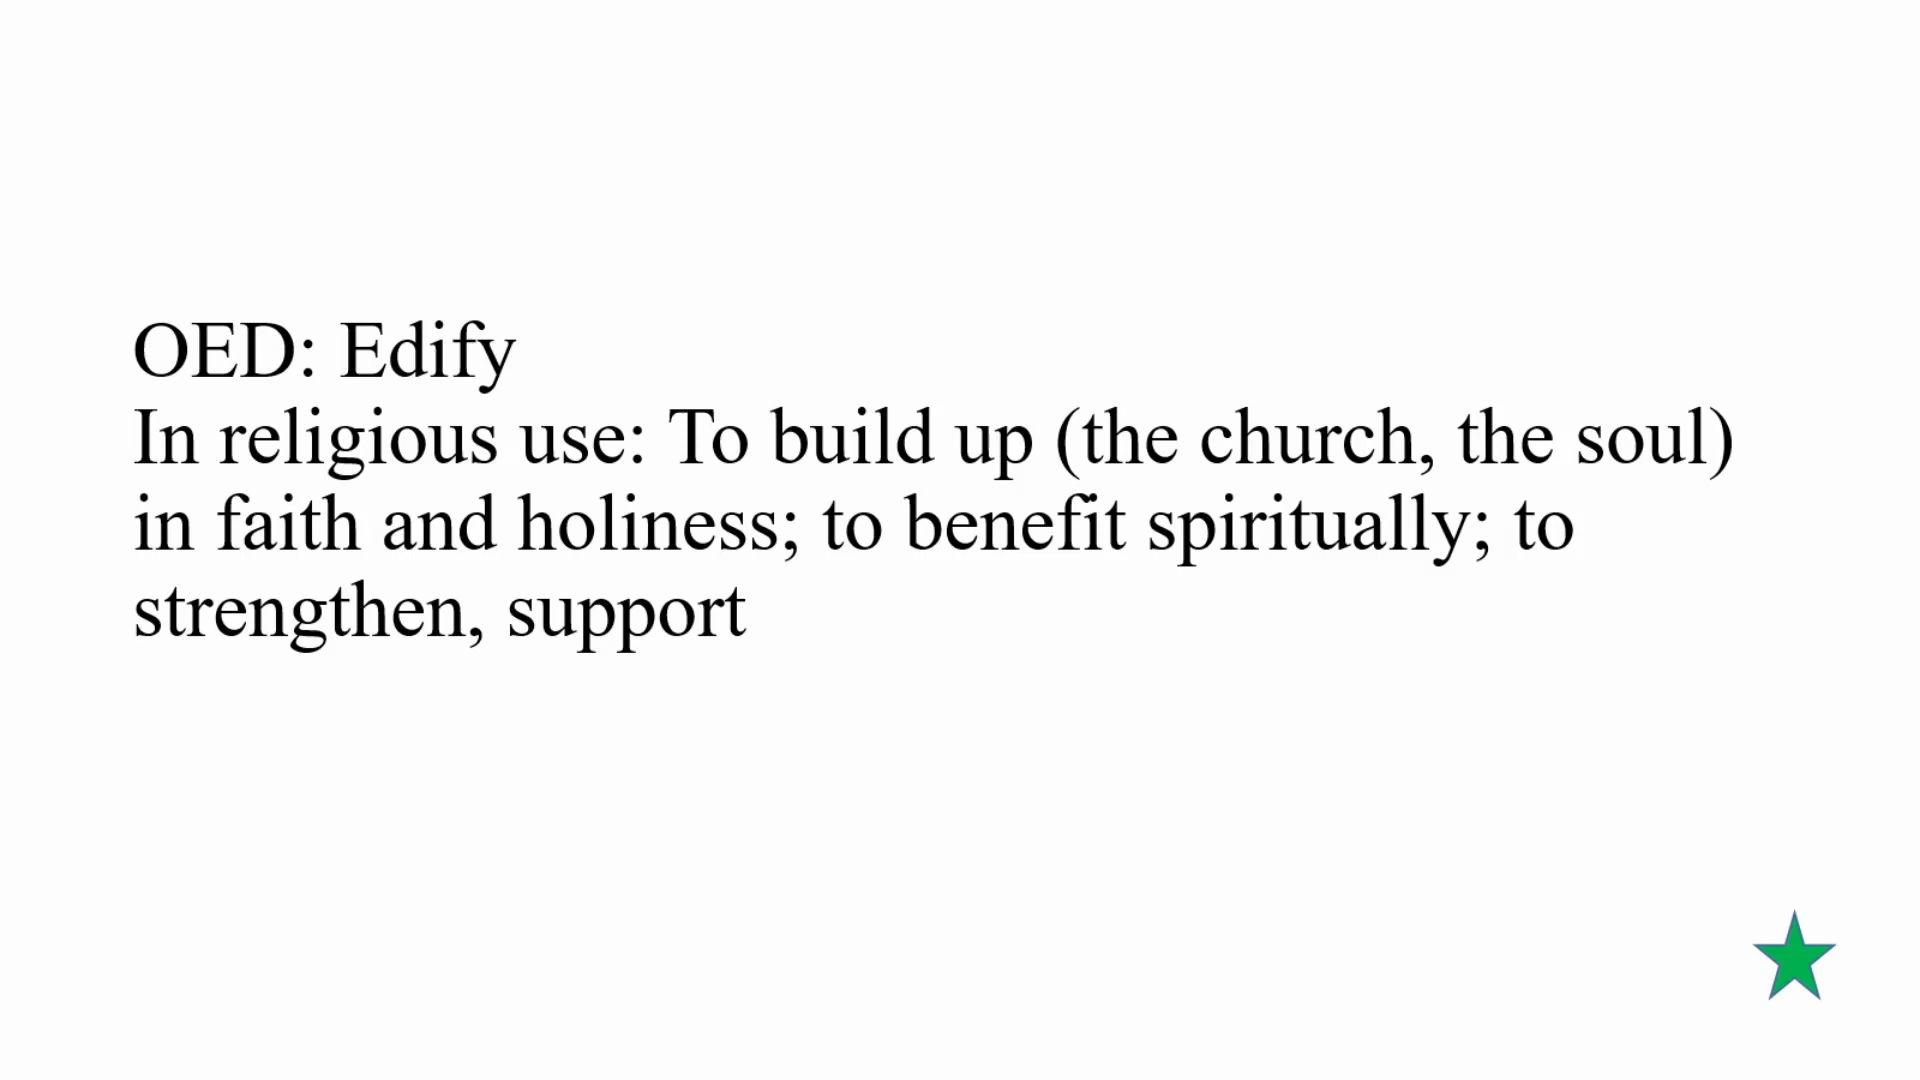 OED: Edify
In religious use: To build up (the church, the soul)
in faith and holiness; to benefit spiritually; to
strengthen, support